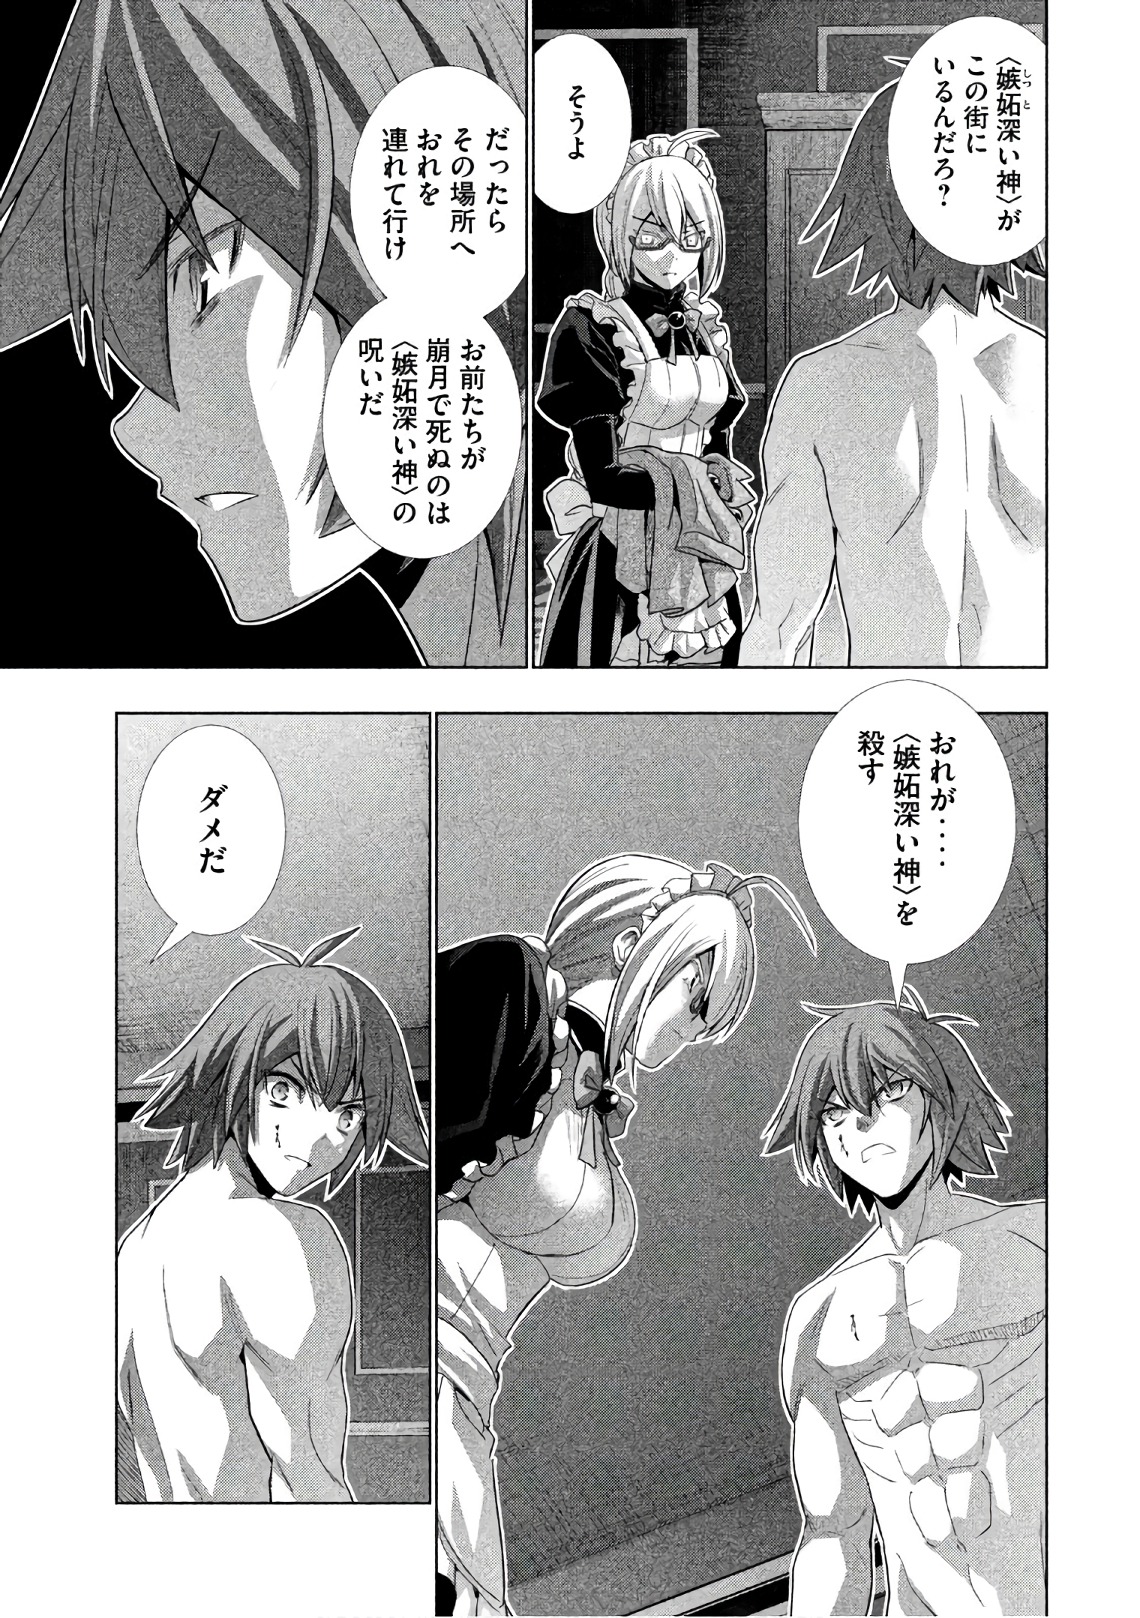 〈嫉妬深い神〉が
しっと
この街に
いるんだろ?
そうよ
だったら
その場所へ
おれを
連れて行け
お前たちが
崩月で死ぬのは
〈嫉妬深い神〉の
呪いだ
おれが‥‥
〈嫉妬深い神〉を
殺す
ダメだ